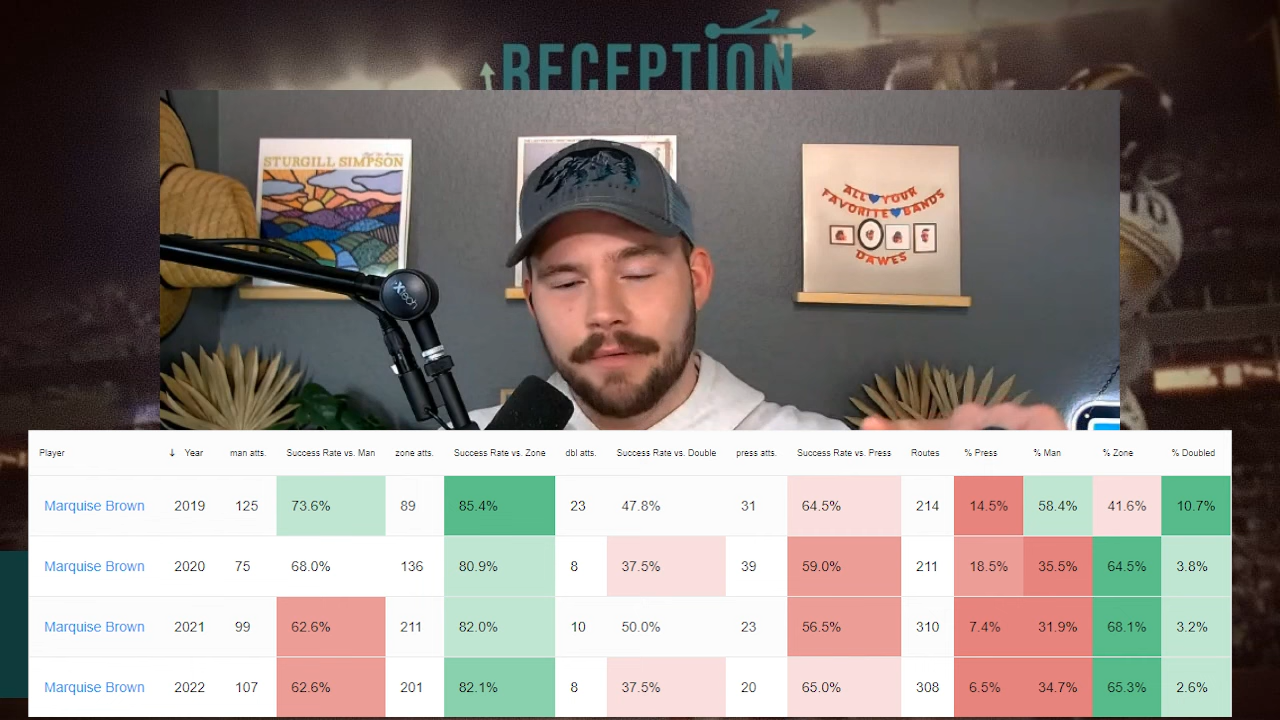 RECEPTION
STURGILL SIMPSON
ALL YOUR
FAVORITE BANDS
DAWES
Xtech
10
Player ↓ Year man atts. Success Rate vs. Man zone atts. Success Rate vs. Zone dbl atts. Success Rate vs. Double press atts. Success Rate vs. Press Routes % Press % Man % Zone % Doubled
Marquise Brown 2019 125 73.6% 89 85.4% 23 47.8% 31 64.5% 214 14.5% 58.4% 41.6% 10.7%
Marquise Brown 2020 75 68.0% 136 80.9% 8 37.5% 39 59.0% 211 18.5% 35.5% 64.5% 3.8%
Marquise Brown 2021 99 62.6% 211 82.0% 10 50.0% 23 56.5% 310 7.4% 31.9% 68.1% 3.2%
Marquise Brown 2022 107 62.6% 201 82.1% 8 37.5% 20 65.0% 308 6.5% 34.7% 65.3% 2.6%